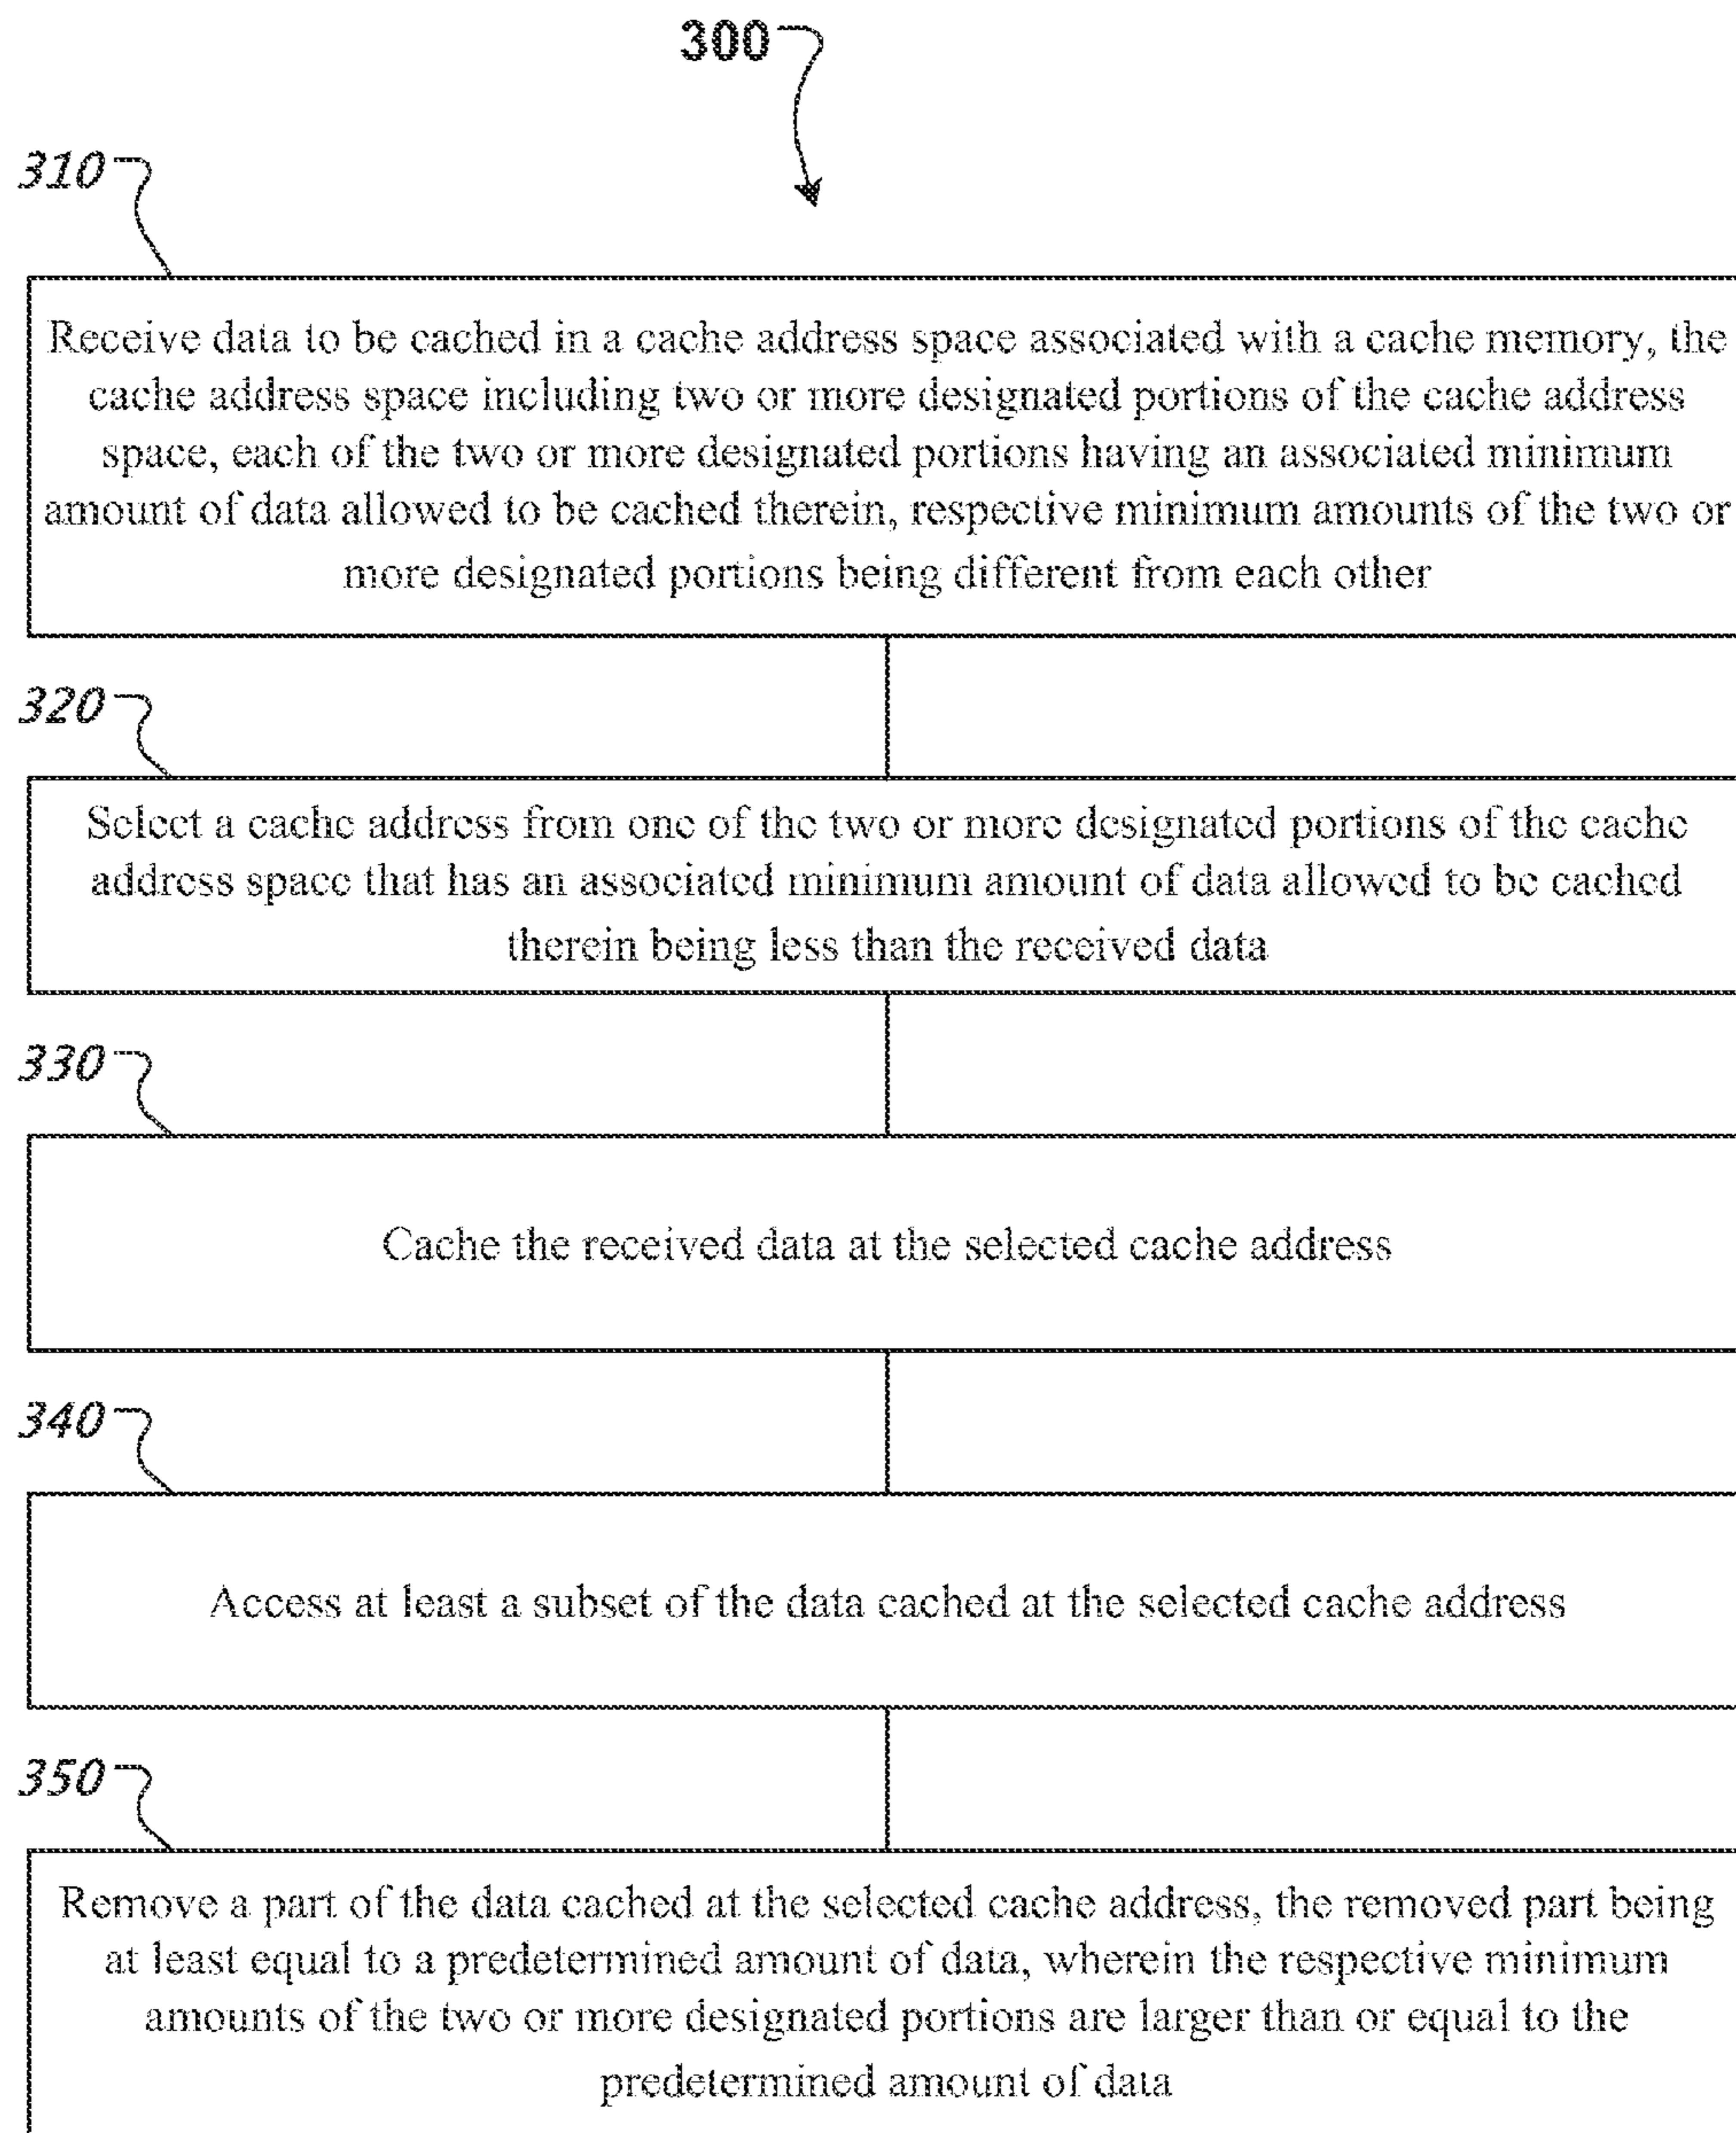 300
310
Receive data to be cached in a cache address space associated with a cache memory, the
cache address space including two or more designated portions of the cache address
space, each of the two or more designated portions having an associated minimum
amount of data allowed to be cached therein, respective minimum amounts of the two or
more designated portions being different from each other
320
Select a cache address from one of the two or more designated portions of the cache
address space that has an associated minimum amount of data allowed to be cached
therein being less than the received data
330
Cache the received data at the selected cache address
340
Access at least a subset of the data cached at the selected cache address
350
Remove a part of the data cached at the selected cache address, the removed part being
at least equal to a predetermined amount of data, wherein the respective minimum
amounts of the two or more designated portions are larger than or equal to the
predetermined amount of data